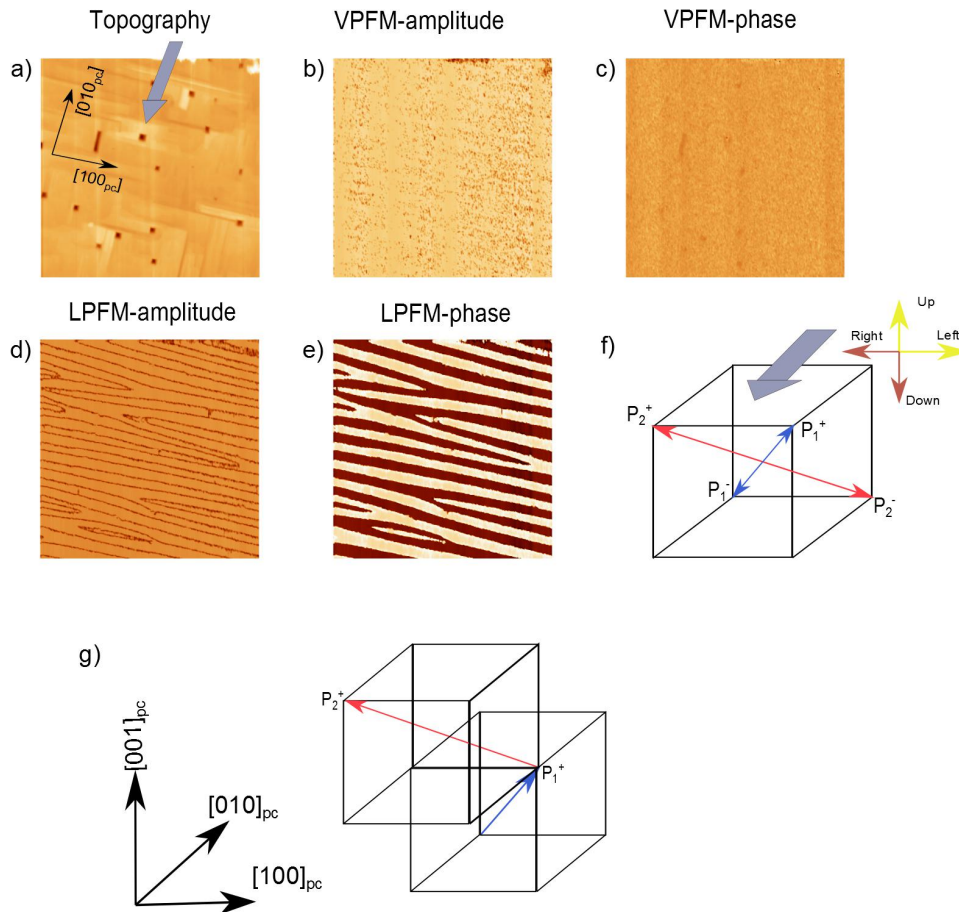 Topography
VPFM-amplitude
VPFM-phase
a)
b)
c)
[010pc]
[100pc]
LPFM-amplitude
LPFM-phase
d)
e)
f)
Up
Right
Left
Down
P2+
P1+
P1-
P2-
g)
[001]pc
[010]pc
[100]pc
P2+
P1+